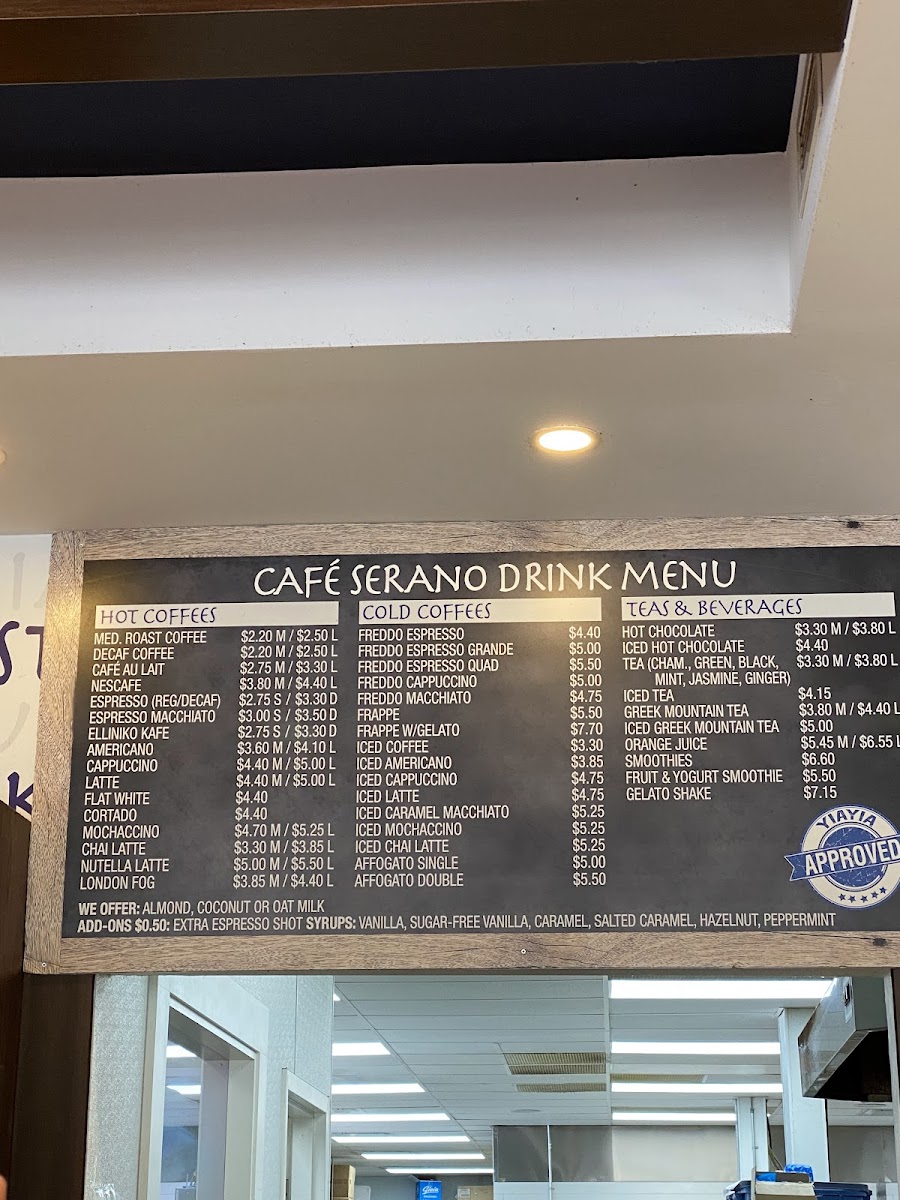 CAFÉ SERANO DRINK MENU
HOT COFFEES
MED. ROAST COFFEE $2.20 M / $2.50 L
DECAF COFFEE $2.20 M / $2.50 L
CAFÉ AU LAIT $2.75 M / $3.30 L
NESCAFE $3.80 M / $4.40 L
ESPRESSO (REG/DECAF) $2.75 S / $3.30 D
ESPRESSO MACCHIATO $3.00 S / $3.50 D
ELLINIKO KAFE $2.75 S / $3.30 D
AMERICANO $3.60 M / $4.10 L
CAPPUCCINO $4.40 M / $5.00 L
LATTE $4.40 M / $5.00 L
FLAT WHITE $4.40
CORTADO $4.40
MOCHACCINO $4.70 M / $5.25 L
CHAI LATTE $3.30 M / $3.85 L
NUTELLA LATTE $5.00 M / $5.50 L
LONDON FOG $3.85 M / $4.40 L
COLD COFFEES
FREDDO ESPRESSO $4.40
FREDDO ESPRESSO GRANDE $5.00
FREDDO ESPRESSO QUAD $5.50
FREDDO CAPPUCCINO $5.00
FREDDO MACCHIATO $4.75
FRAPPE $5.50
FRAPPE W/GELATO $7.70
ICED COFFEE $3.30
ICED AMERICANO $3.85
ICED CAPPUCCINO $4.75
ICED LATTE $4.75
ICED CARAMEL MACCHIATO $5.25
ICED MOCHACCINO $5.25
ICED CHAI LATTE $5.25
AFFOGATO SINGLE $5.00
AFFOGATO DOUBLE $5.50
TEAS & BEVERAGES
HOT CHOCOLATE $3.30 M / $3.80 L
ICED HOT CHOCOLATE $4.40
TEA (CHAM., GREEN, BLACK, $3.30 M / $3.80 L
MINT, JASMINE, GINGER)
ICED TEA $4.15
GREEK MOUNTAIN TEA $3.80 M / $4.40 L
ICED GREEK MOUNTAIN TEA $5.00
ORANGE JUICE $5.45 M / $6.55 L
SMOOTHIES $6.60
FRUIT & YOGURT SMOOTHIE $5.50
GELATO SHAKE $7.15
YIAYIA
APPROVED
WE OFFER: ALMOND, COCONUT OR OAT MILK
ADD-ONS $0.50: EXTRA ESPRESSO SHOT SYRUPS: VANILLA, SUGAR-FREE VANILLA, CARAMEL, SALTED CARAMEL, HAZELNUT, PEPPERMINT